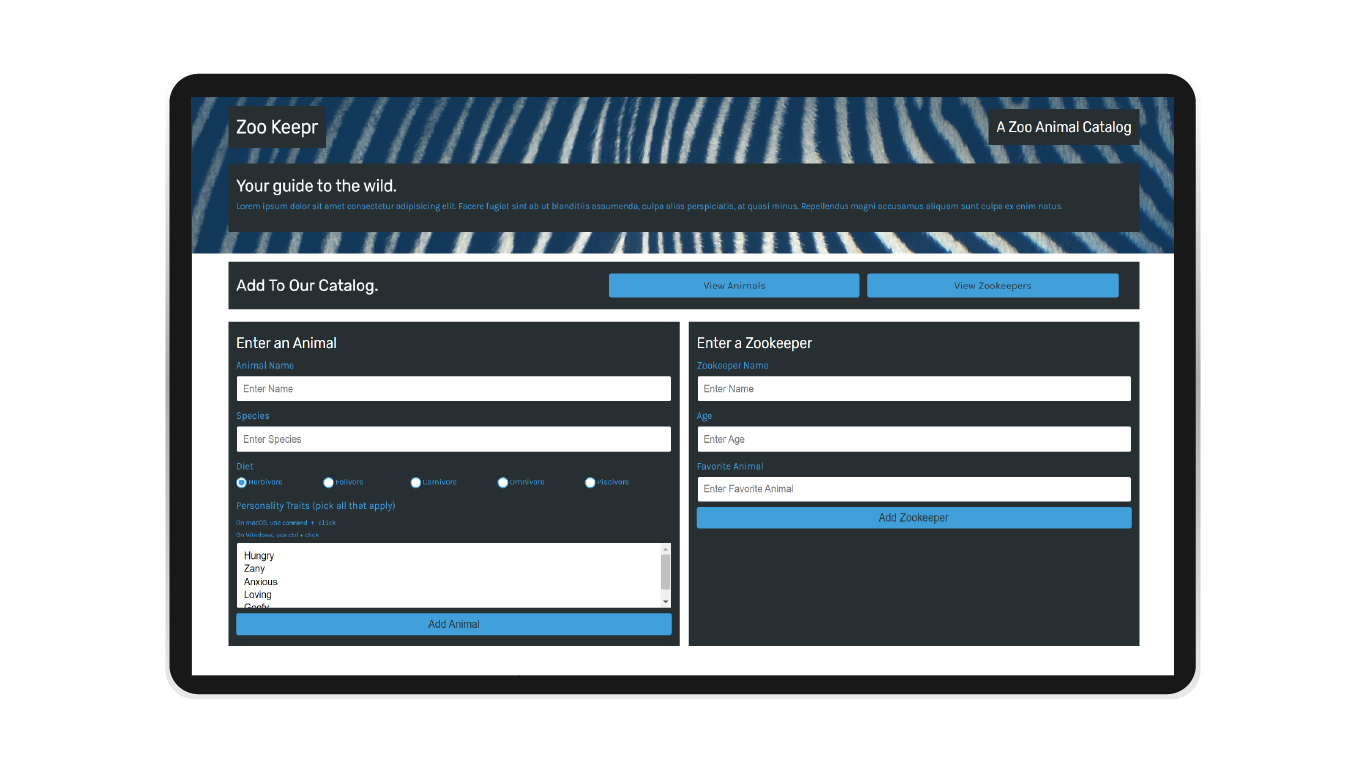 Zoo Keepr
A Zoo Animal Catalog
Your guide to the wild.
Lorem ipsum dolor sit amet consectetur adipisicing elit. Facere fugiat sint ab ut blanditiis assumenda, culpa alias perspiciatis, at quasi minus. Repellendus magni accusamus aliquam sunt culpa ex enim natus.
Add To Our Catalog.
View Animals
View Zookeepers
Enter an Animal
Animal Name
Enter Name
Species
Enter Species
Diet
Herbivore Folivore Carnivore Omnivore Piscivore
Personality Traits (pick all that apply)
On macOS, use command + click
On Windows, use ctrl + click
Hungry
Zany
Anxious
Loving
Goofy
Add Animal
Enter a Zookeeper
Zookeeper Name
Enter Name
Age
Enter Age
Favorite Animal
Enter Favorite Animal
Add Zookeeper